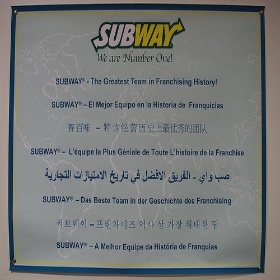 SUBWAY
We are Number One!
SUBWAY® - The Greatest Team in Franchising History!
SUBWAY® - El Mejor Equipo en la Historia de Franquicias
赛百味 - 特许经营历史上最优秀的团队
SUBWAY® - L'équipe la Plus Géniale de Toute L'histoire de la Franchise
صب واي - الفريق الافضل في تاريخ الامتيازات التجارية
SUBWAY® - Das Beste Team in der Geschichte des Franchising
써브웨이 - 프랜차이즈 역사상 가장 위대한 팀
SUBWAY® - A Melhor Equipe da História de Franquias